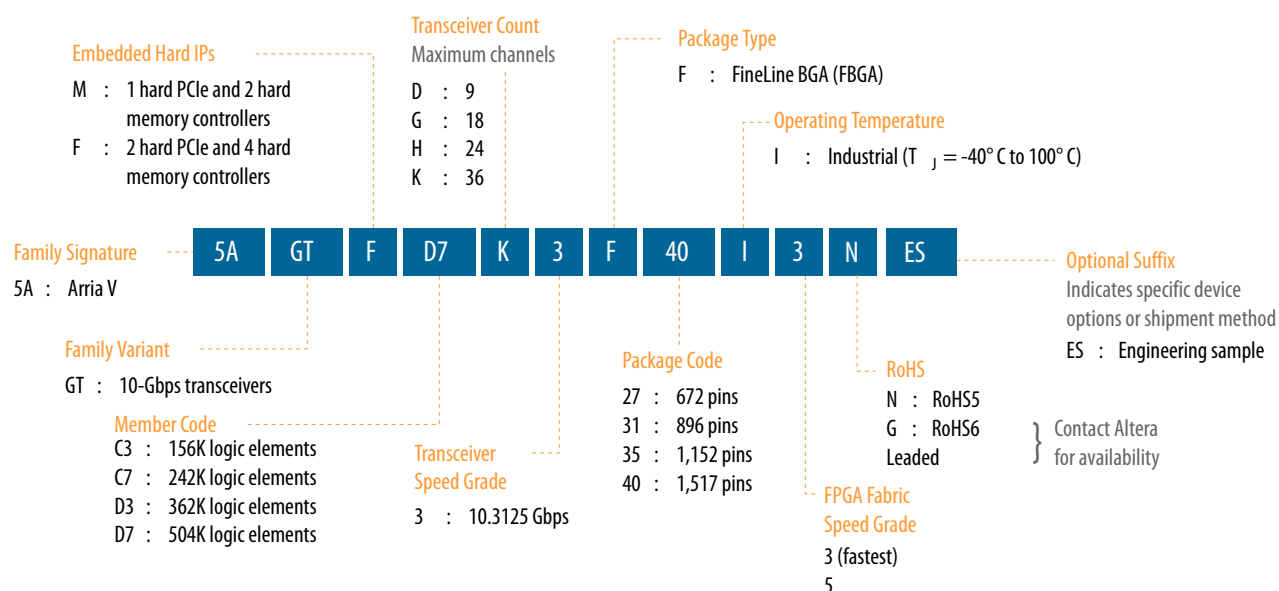 Transceiver Count
Maximum channels
D : 9
G : 18
H : 24
K : 36
Embedded Hard IPs
M : 1 hard PCIe and 2 hard
memory controllers
F : 2 hard PCIe and 4 hard
memory controllers
Package Type
F : FineLine BGA (FBGA)
Operating Temperature
I : Industrial (T J = -40° C to 100° C)
Family Signature
5A : Arria V
5A GT F D7 K 3 F 40 I 3 N ES
Optional Suffix
Indicates specific device
options or shipment method
ES : Engineering sample
Family Variant
GT : 10-Gbps transceivers
Member Code
C3 : 156K logic elements
C7 : 242K logic elements
D3 : 362K logic elements
D7 : 504K logic elements
Transceiver
Speed Grade
3 : 10.3125 Gbps
Package Code
27 : 672 pins
31 : 896 pins
35 : 1,152 pins
40 : 1,517 pins
RoHS
N : RoHS5
G : RoHS6
Leaded
} Contact Altera
for availability
FPGA Fabric
Speed Grade
3 (fastest)
5